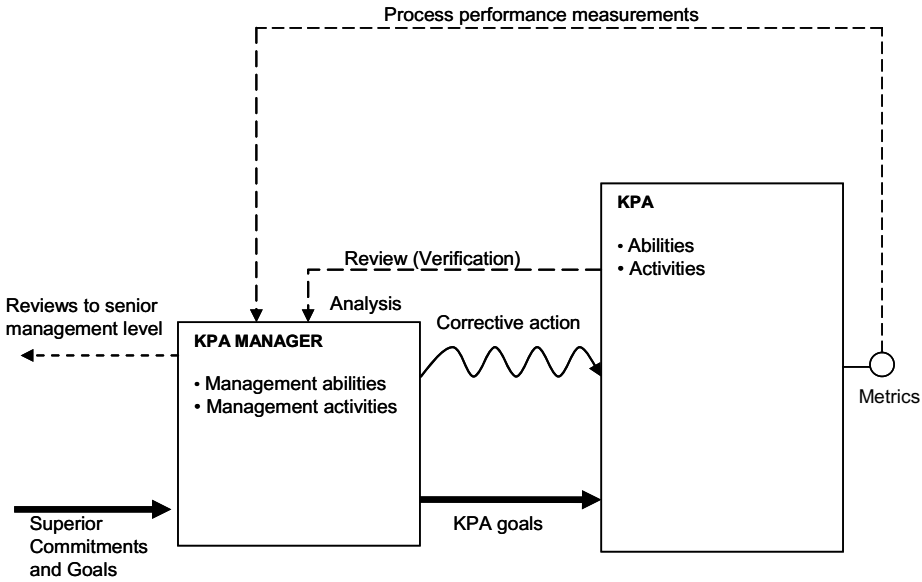 Process performance measurements
KPA
• Abilities
• Activities
Review (Verification)
Analysis
Reviews to senior
management level
Corrective action
KPA MANAGER
• Management abilities
• Management activities
Metrics
Superior
Commitments
and Goals
KPA goals